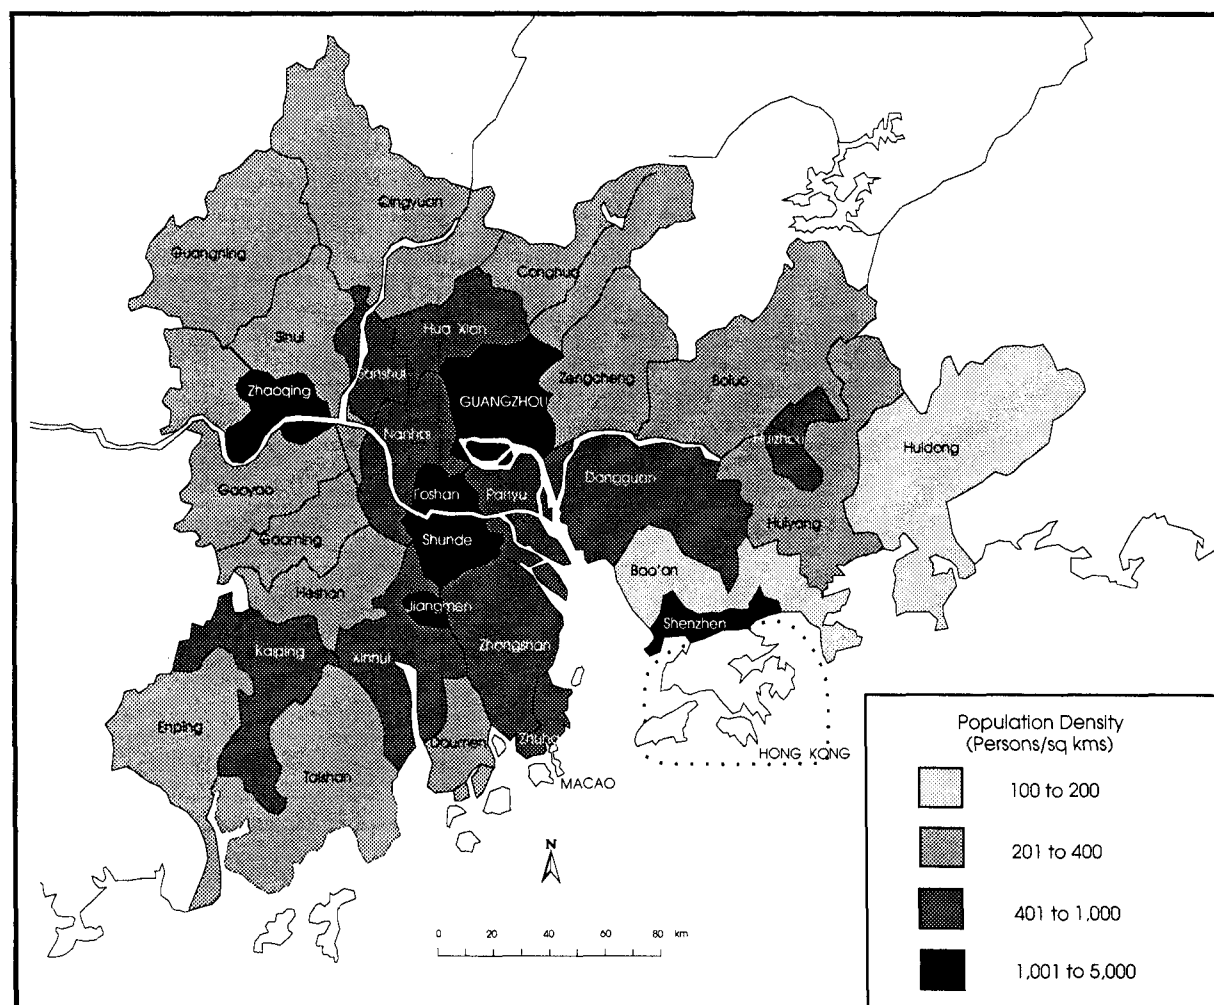 Qingyuan
Guangning
Conghua
Hua Xian
Sihui
Sanshui
Zhaoqing
GUANGZHOU
Zengcheng
Boluo
Nanhai
Huizhou
Huidong
Gaoyao
Foshan
Panyu
Dongguan
Gaoming
Shunde
Huiyang
Bao'an
Heshan
Jiangmen
Shenzhen
Kaiping
Xinhui
Zhongshan
Enping
Doumen
Zhuhai
Taishan
HONG KONG
MACAO
N
0 20 40 60 80 km
Population Density
(Persons/sq kms)
100 to 200
201 to 400
401 to 1,000
1,001 to 5,000